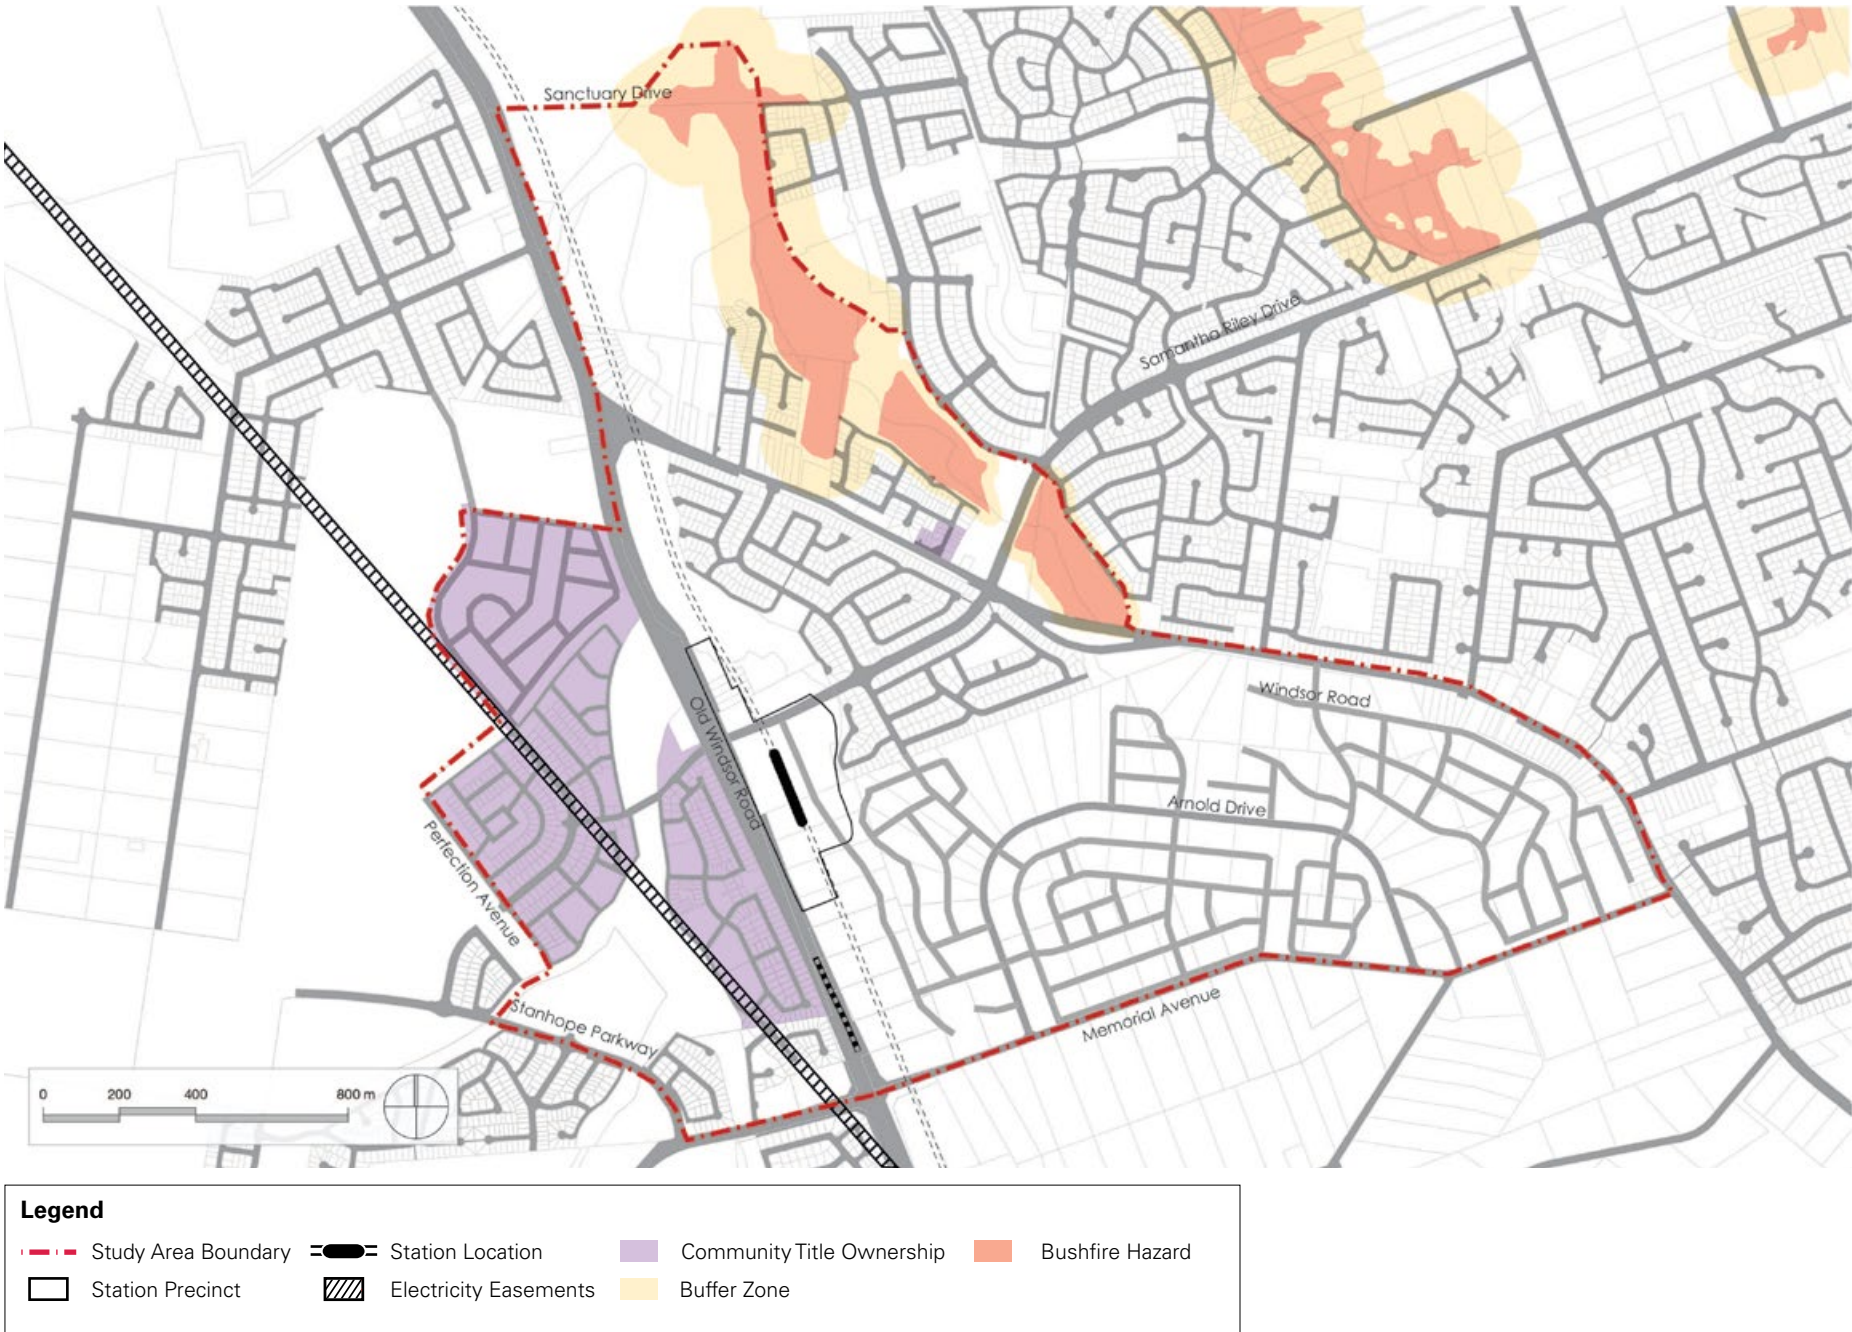 Sanctuary Drive
Samantha Riley Drive
Windsor Road
Old Windsor Road
Arnold Drive
Perfection Avenue
Stanhope Parkway
Memorial Avenue
0 200 400 800 m
Legend
Study Area Boundary Station Location Community Title Ownership Bushfire Hazard
Station Precinct Electricity Easements Buffer Zone